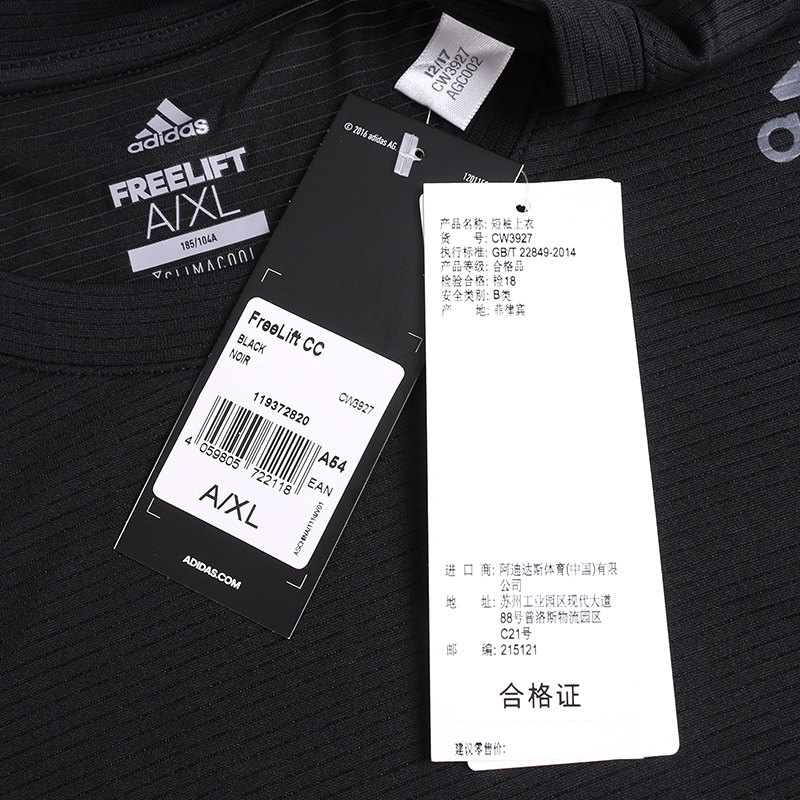 12/17
CW3927
AGC002
adidas
FREELIFT
A/XL
185/104A
CLIMACOOL
© 2016 adidas AG.
FreeLift CC
BLACK
NOIR
CW3927
119372820
A54
4 059805 722118 EAN
A/XL
ADIDAS.COM
产品名称: 短袖上衣
货 号: CW3927
执行标准: GB/T 22849-2014
产品等级: 合格品
检验合格: 检18
安全类别: B类
产 地: 菲律宾
进 口 商: 阿迪达斯体育(中国)有限
公司
地 址: 苏州工业园区现代大道
88号普洛斯物流园区
C21号
邮 编: 215121
合格证
建议零售价: